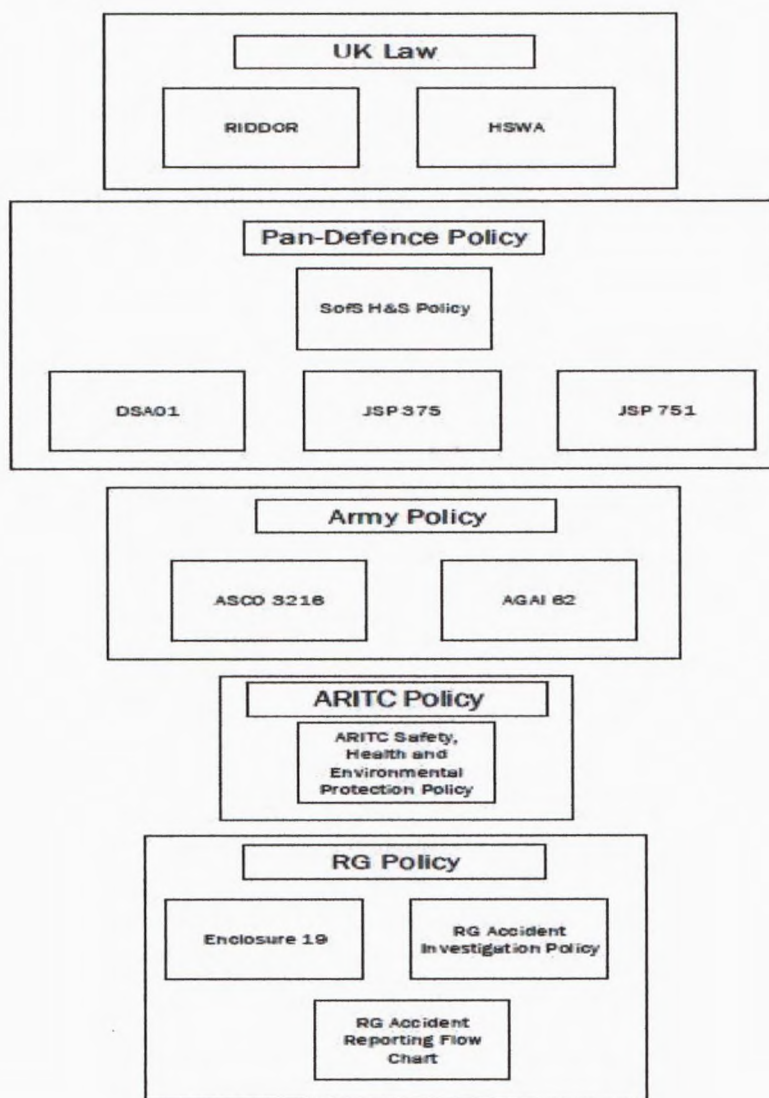 UK Law
RIDDOR
HSWA
Pan-Defence Policy
SofS H&S Policy
DSA01
JSP 375
JSP 751
Army Policy
ASCO 3216
AGAI 62
ARITC Policy
ARITC Safety,
Health and
Environmental
Protection Policy
RG Policy
Enclosure 19
RG Accident
Investigation Policy
RG Accident
Reporting Flow
Chart